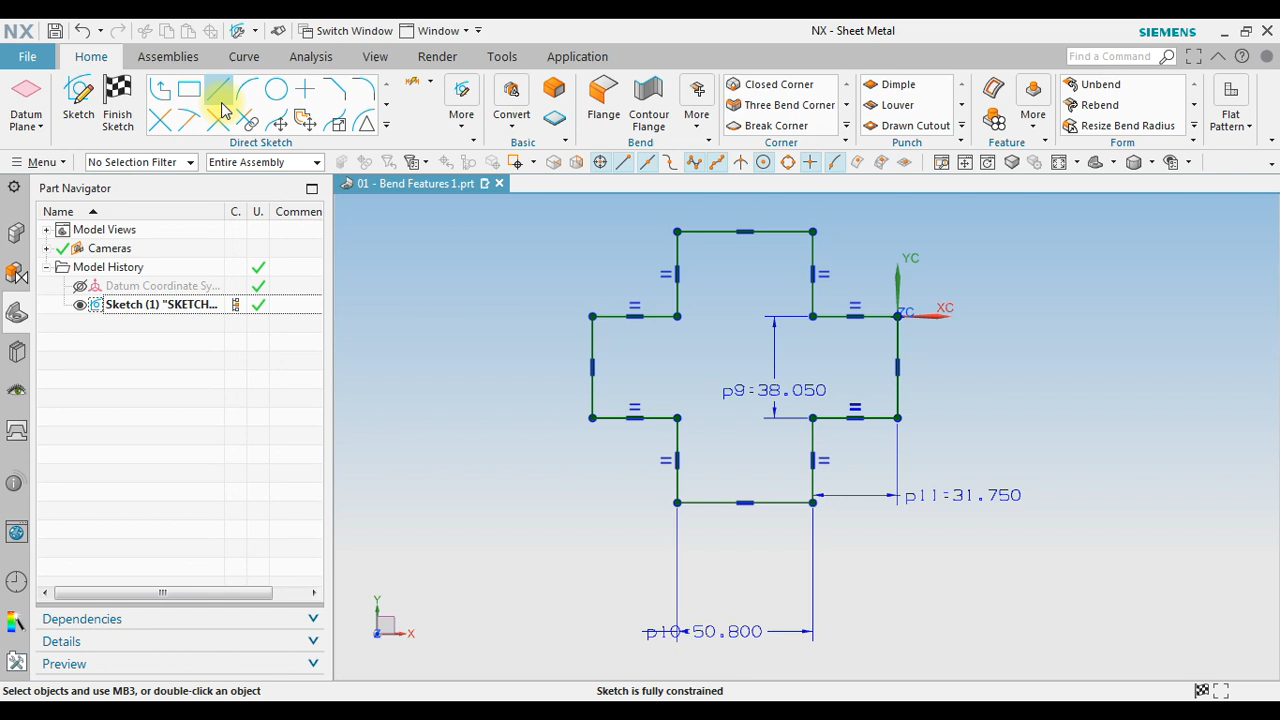 NX
Switch Window
Window
NX - Sheet Metal
SIEMENS
File
Home
Assemblies
Curve
Analysis
View
Render
Tools
Application
Find a Command
Datum Plane
Sketch
Finish Sketch
More
Convert
Flange
Contour Flange
More
Closed Corner
Three Bend Corner
Break Corner
Dimple
Louver
Drawn Cutout
More
Unbend
Rebend
Resize Bend Radius
Flat Pattern
Direct Sketch
Basic
Bend
Corner
Punch
Feature
Form
Menu
No Selection Filter
Entire Assembly
Part Navigator
01 - Bend Features 1.prt
Name
C.
U.
Commen
Model Views
Cameras
Model History
Datum Coordinate Sy...
Sketch (1) "SKETCH...
YC
XC
ZC
p9=38.050
p11=31.750
p10=50.800
Y
Z
X
Dependencies
Details
Preview
Select objects and use MB3, or double-click an object
Sketch is fully constrained